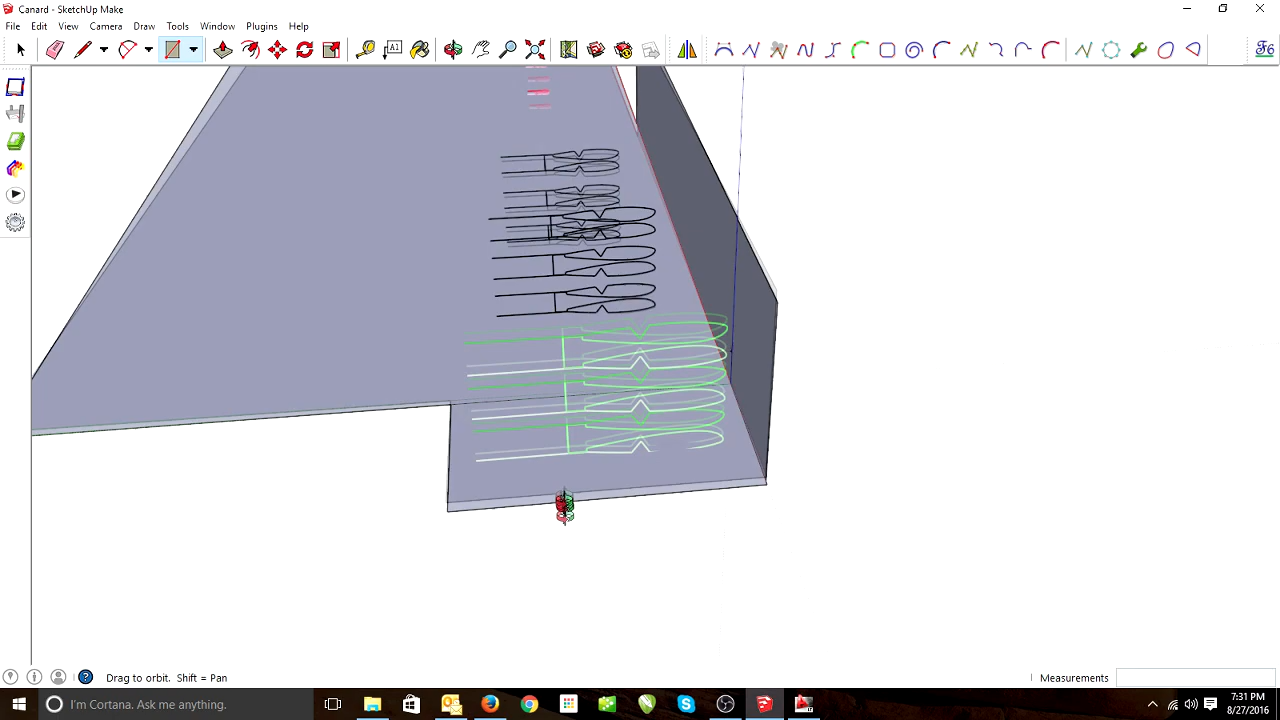 Canard - SketchUp Make
File Edit View Camera Draw Tools Window Plugins Help
A1
Drag to orbit. Shift = Pan
Measurements
I'm Cortana. Ask me anything.
7:31 PM
8/27/2016